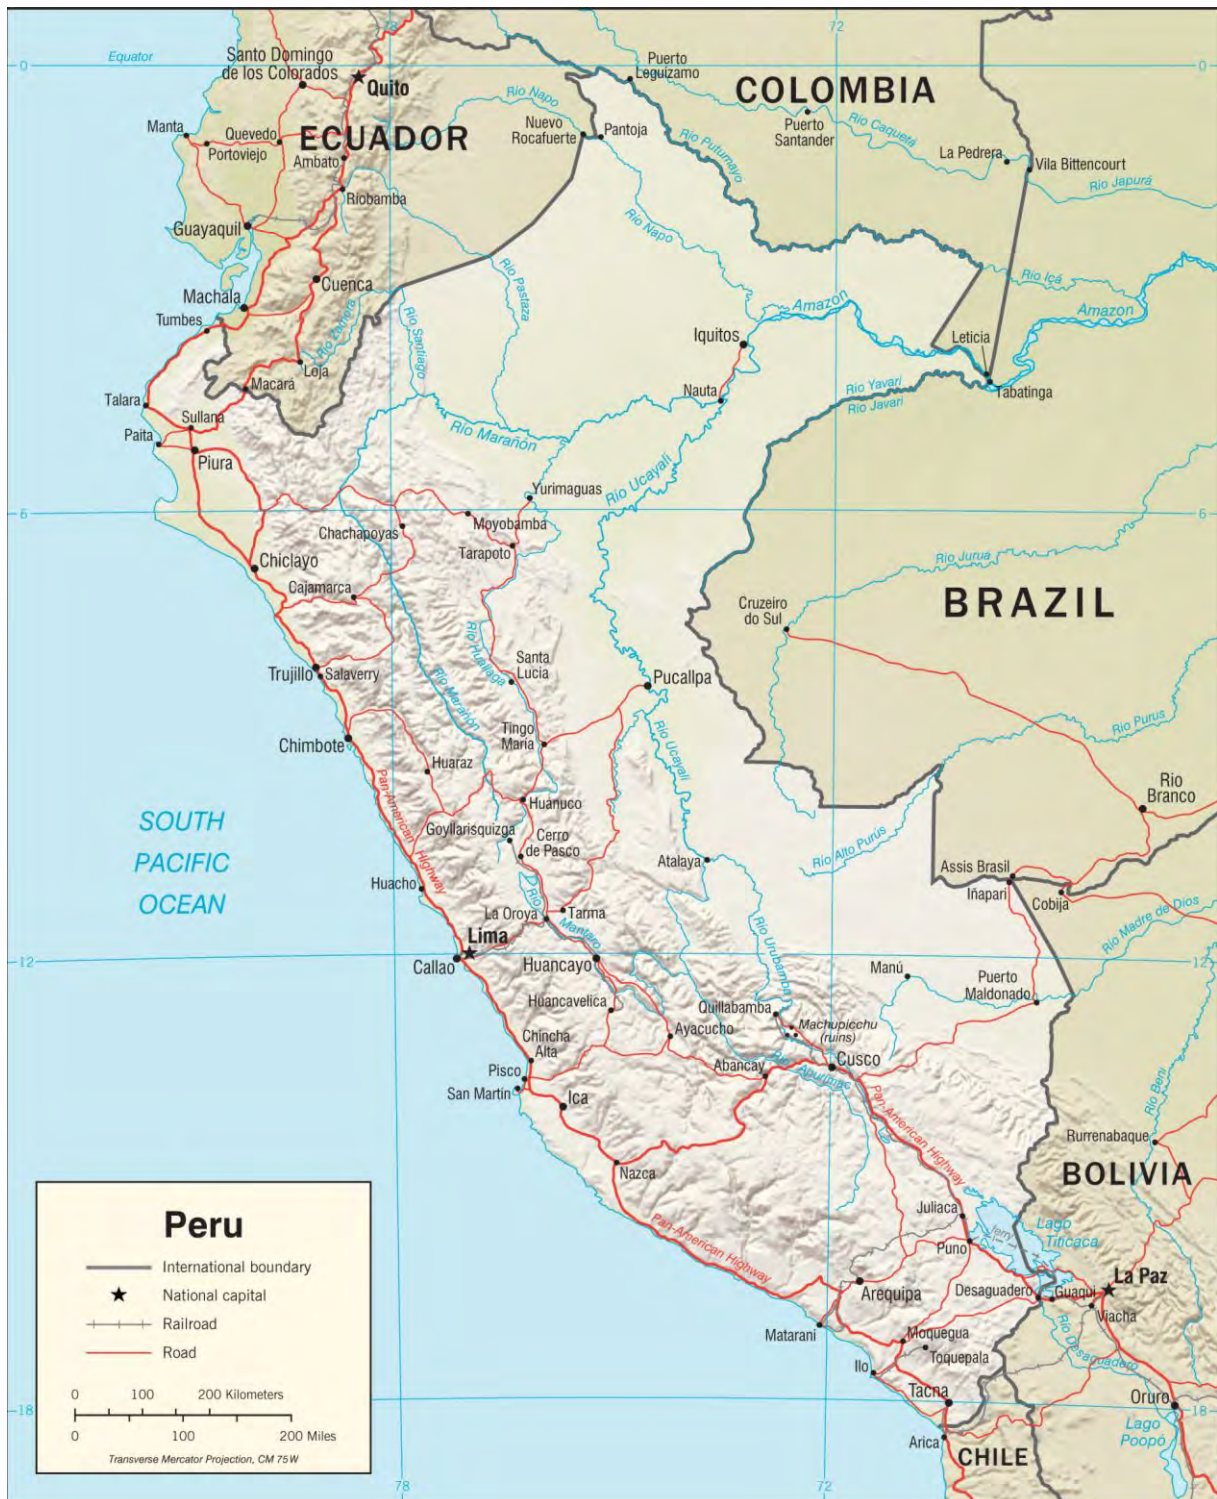 78
72
Equator
0
0
Santo Domingo
de los Colorados
Quito
Puerto
Leguizamo
COLOMBIA
Río Napo
Manta
Quevedo
ECUADOR
Nuevo
Rocafuerte
Pantoja
Río Putumayo
Puerto
Santander
Río Caquetá
La Pedrera
Vila Bittencourt
Portoviejo
Ambato
Río Japurá
Riobamba
Guayaquil
Río Napo
Río Pastaza
Río Içá
Cuenca
Machala
Río Zamora
Río Santiago
Amazon
Amazon
Tumbes
Iquitos
Leticia
Loja
Macará
Nauta
Río Yavarí
Río Javari
Tabatinga
Talara
Sullana
Paita
Río Marañón
Piura
Río Ucayali
Yurimaguas
6
6
Chachapoyas
Moyobamba
Tarapoto
Río Juruá
Chiclayo
Cajamarca
BRAZIL
Cruzeiro
do Sul
Río Huallaga
Santa
Lucia
Trujillo
Salaverry
Río Marañón
Pucallpa
Río Purus
Chimbote
Tingo
María
Río Ucayali
Huaraz
Pan-American Highway
Rio
Branco
Huánuco
SOUTH
PACIFIC
OCEAN
Goyllarisquizga
Cerro
de Pasco
Atalaya
Río Alto Purús
Assis Brasil
Iñapari
Cobija
Huacho
La Oroya
Tarma
Río Mantaro
Río Urubamba
Río Madre de Dios
Lima
Callao
Huancayo
12
12
Manú
Puerto
Maldonado
Huancavelica
Quillabamba
Machupicchu
(ruins)
Ayacucho
Chincha
Alta
Abancay
Cusco
Río Apurímac
Pisco
San Martín
Ica
Pan-American Highway
Río Beni
Rurrenabaque
Nazca
BOLIVIA
Juliaca
Lago
Titicaca
ferry
Puno
Pan-American Highway
Arequipa
Desaguadero
Guaqui
La Paz
Viacha
Matarani
Moquegua
Toquepala
Río Desaguadero
Ilo
Tacna
Oruro
18
18
Lago
Poopó
Arica
CHILE
78
72
Peru
International boundary
National capital
Railroad
Road
0 100 200 Kilometers
0 100 200 Miles
Transverse Mercator Projection, CM 75W